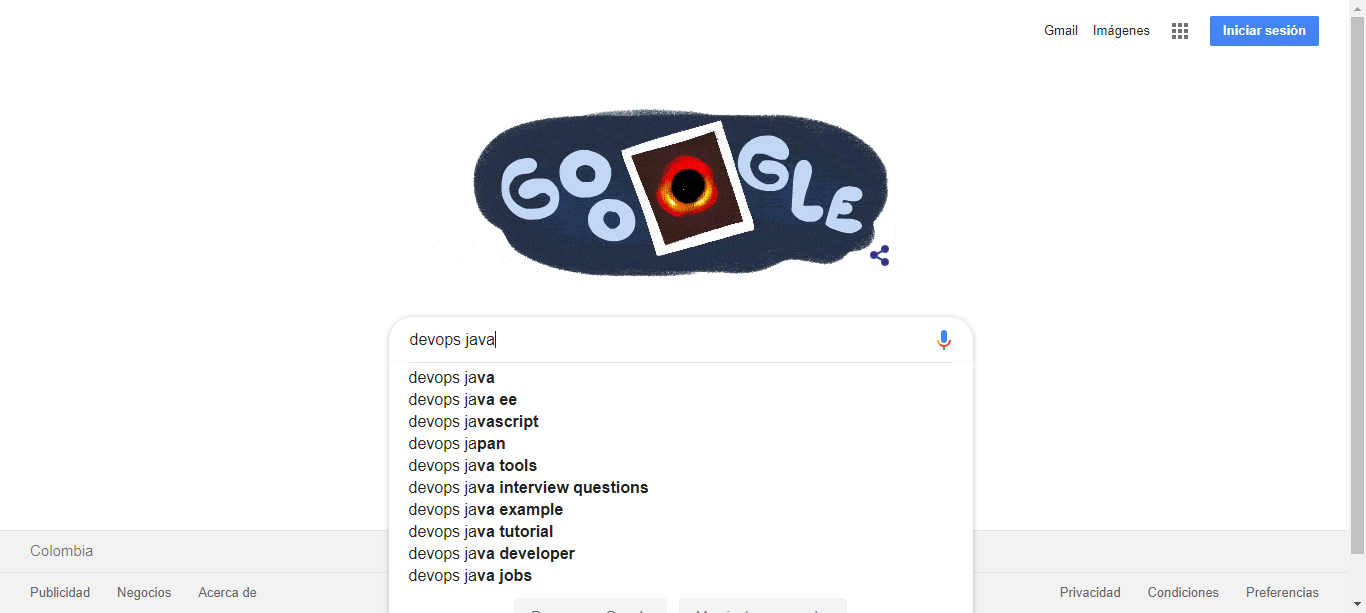 Gmail Imágenes Iniciar sesión
GOOGLE
devops java
devops java
devops java ee
devops javascript
devops japan
devops java tools
devops java interview questions
devops java example
devops java tutorial
devops java developer
devops java jobs
Colombia
Publicidad Negocios Acerca de
Privacidad Condiciones Preferencias